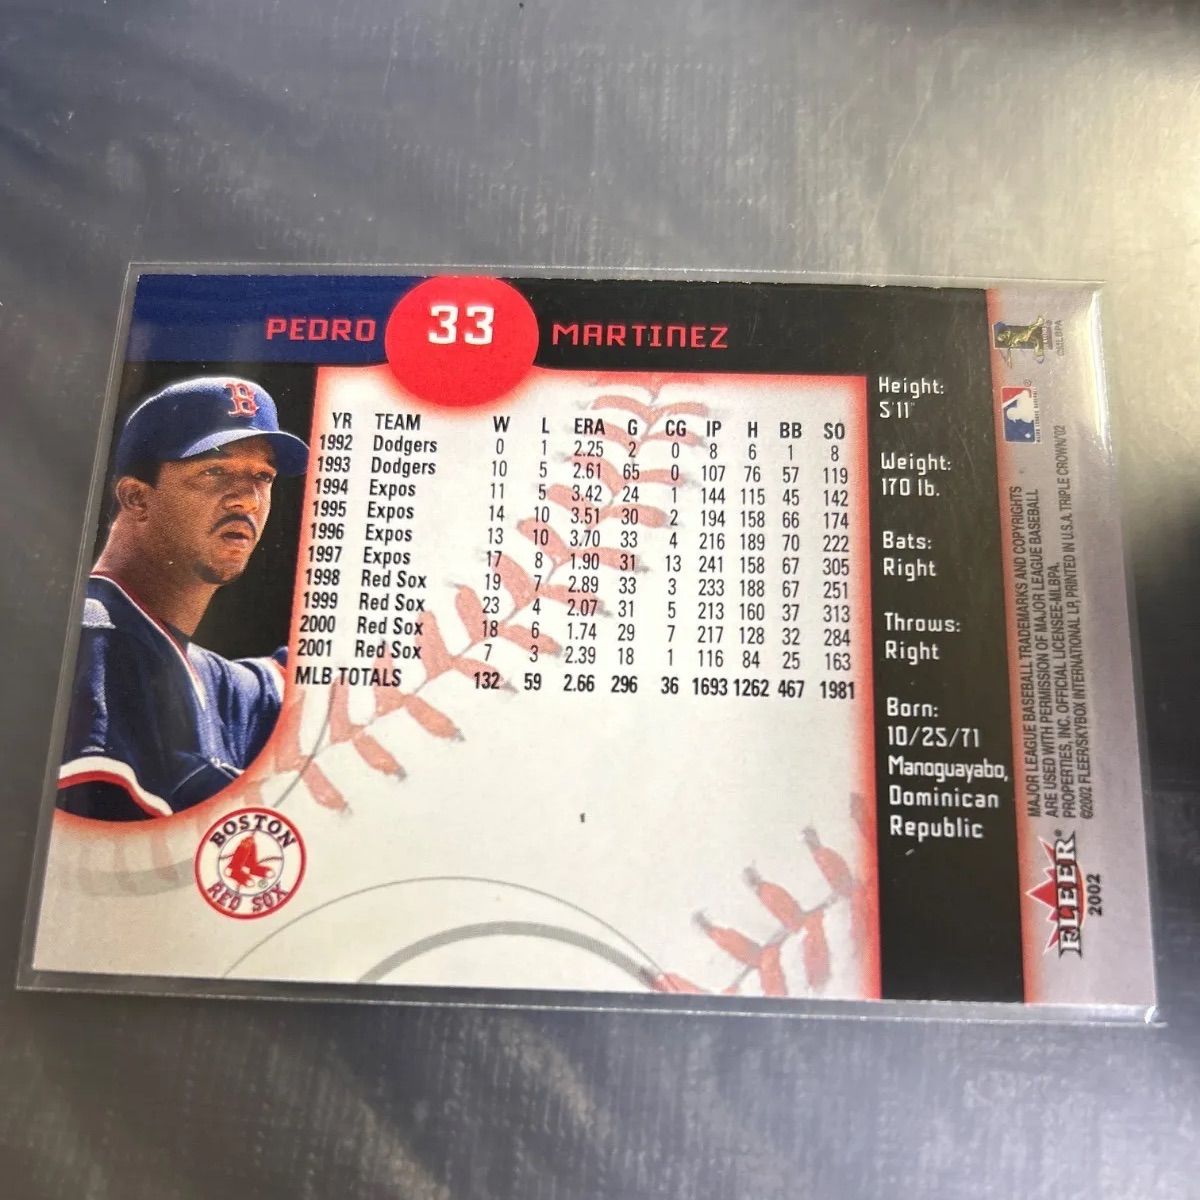 PEDRO 33 MARTINEZ
B
YR TEAM W L ERA G CG IP H BB SO
1992 Dodgers 0 1 2.25 2 0 8 6 1 8
1993 Dodgers 10 5 2.61 65 0 107 76 57 119
1994 Expos 11 5 3.42 24 1 144 115 45 142
1995 Expos 14 10 3.51 30 2 194 158 66 174
1996 Expos 13 10 3.70 33 4 216 189 70 222
1997 Expos 17 8 1.90 31 13 241 158 67 305
1998 Red Sox 19 7 2.89 33 3 233 188 67 251
1999 Red Sox 23 4 2.07 31 5 213 160 37 313
2000 Red Sox 18 6 1.74 29 7 217 128 32 284
2001 Red Sox 7 3 2.39 18 1 116 84 25 163
MLB TOTALS 132 59 2.66 296 36 1693 1262 467 1981
BOSTON
RED SOX
Height:
5'11"
Weight:
170 lb.
Bats:
Right
Throws:
Right
Born:
10/25/71
Manoguayabo,
Dominican
Republic
©MLBPA
MAJOR LEAGUE BASEBALL TRADEMARKS AND COPYRIGHTS
ARE USED WITH PERMISSION OF MAJOR LEAGUE BASEBALL
PROPERTIES, INC. OFFICIAL LICENSEE-MLBPA
©2002 FLEER/SKYBOX INTERNATIONAL LP, PRINTED IN U.S.A. TRIPLE CROWN/'02
FLEER®
2002